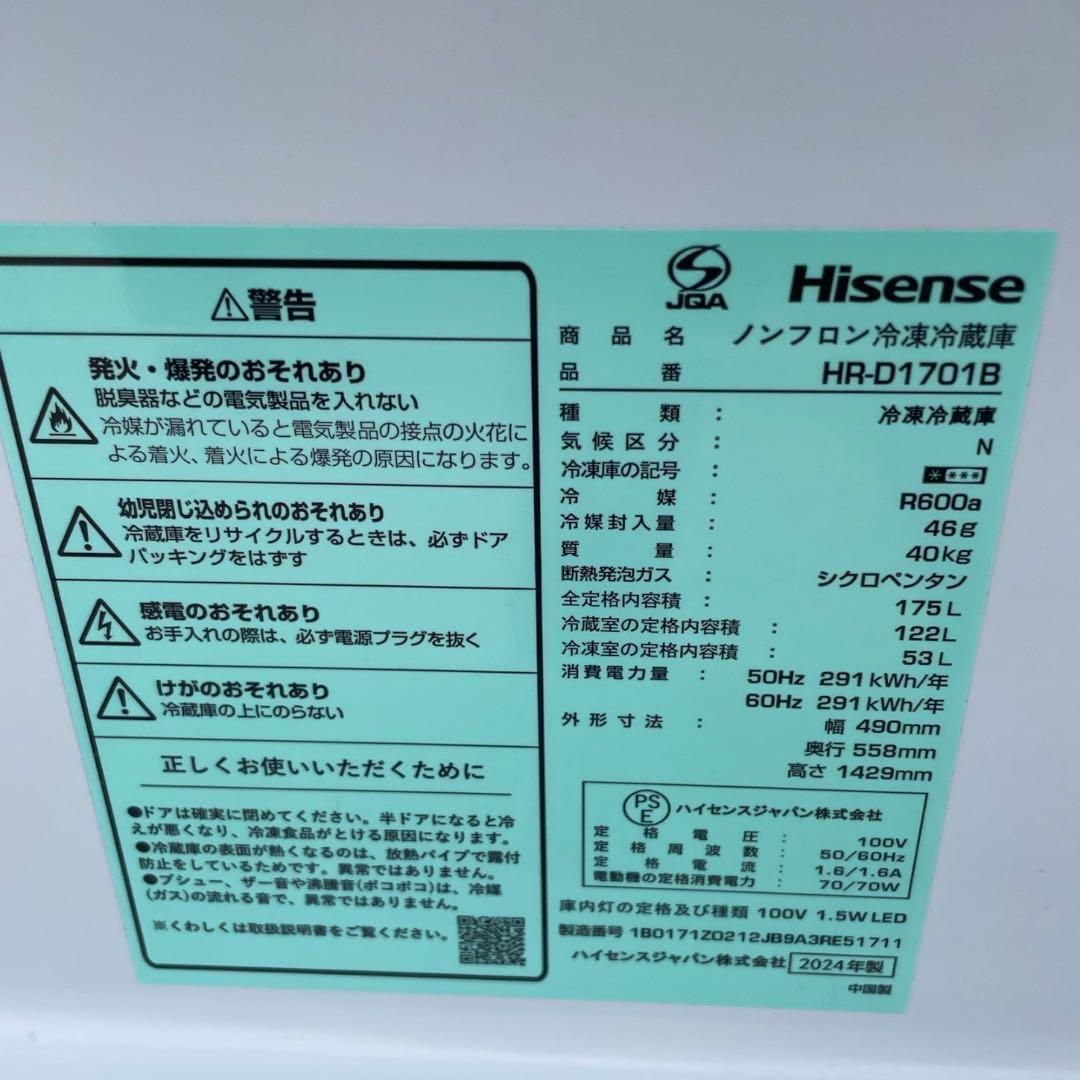 ⚠警告
発火・爆発のおそれあり
脱臭器などの電気製品を入れない
冷媒が漏れていると電気製品の接点の火花に
よる着火、着火による爆発の原因になります。
幼児閉じ込められのおそれあり
冷蔵庫をリサイクルするときは、必ずドア
パッキングをはずす
感電のおそれあり
お手入れの際は、必ず電源プラグを抜く
けがのおそれあり
冷蔵庫の上にのらない
正しくお使いいただくために
●ドアは確実に閉めてください。半ドアになると冷
えが悪くなり、冷凍食品がとける原因になります。
●冷蔵庫の表面が熱くなるのは、放熱パイプで露付
防止をしているためです。異常ではありません。
●プシュー、ザー音や沸騰音(ポコポコ)は、冷媒
(ガス)の流れる音で、異常ではありません。
※くわしくは取扱説明書をご覧ください。
JQA
Hisense
商品名 ノンフロン冷凍冷蔵庫
品番 HR-D1701B
種類: 冷凍冷蔵庫
気候区分: N
冷凍庫の記号: ****
冷媒: R600a
冷媒封入量: 46g
質量: 40kg
断熱発泡ガス: シクロペンタン
全定格内容積: 175L
冷蔵室の定格内容積: 122L
冷凍室の定格内容積: 53L
消費電力量: 50Hz 291kWh/年
60Hz 291kWh/年
外形寸法: 幅 490mm
奥行 558mm
高さ 1429mm
PSE ハイセンスジャパン株式会社
定格電圧: 100V
定格周波数: 50/60Hz
定格電流: 1.6/1.6A
電動機の定格消費電力: 70/70W
庫内灯の定格及び種類 100V 1.5W LED
製造番号 1B0171Z0212JB9A3RE51711
ハイセンスジャパン株式会社 2024年製
中国製